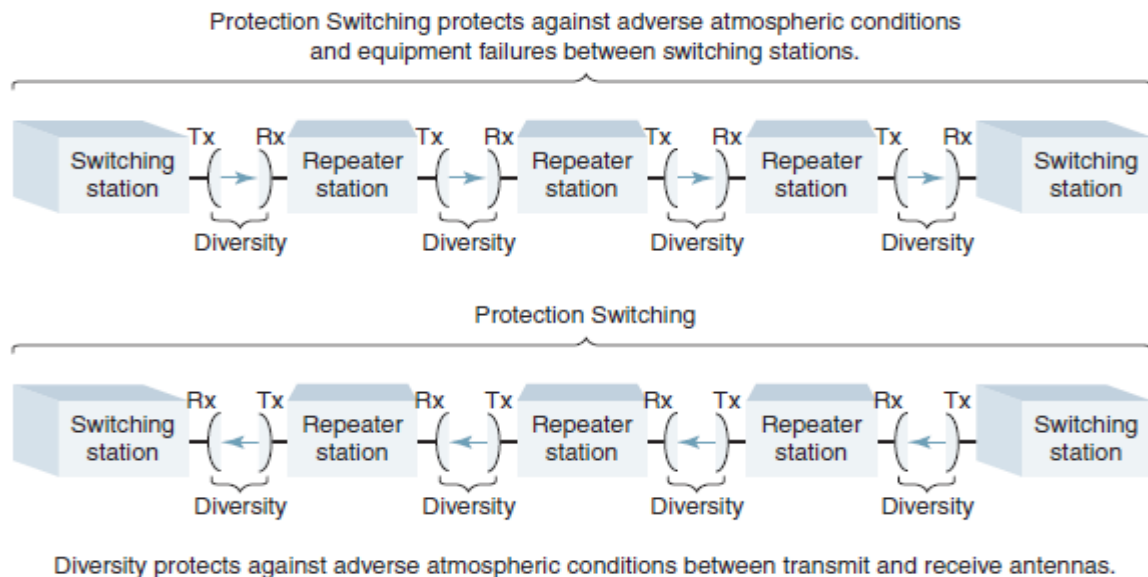 Protection Switching protects against adverse atmospheric conditions
and equipment failures between switching stations.
Tx Rx Tx Rx Tx Rx Tx Rx
Switching Repeater Repeater Repeater Switching
station station station station station
Diversity Diversity Diversity Diversity
Protection Switching
Rx Tx Rx Tx Rx Tx Rx Tx
Switching Repeater Repeater Repeater Switching
station station station station station
Diversity Diversity Diversity Diversity
Diversity protects against adverse atmospheric conditions between transmit and receive antennas.